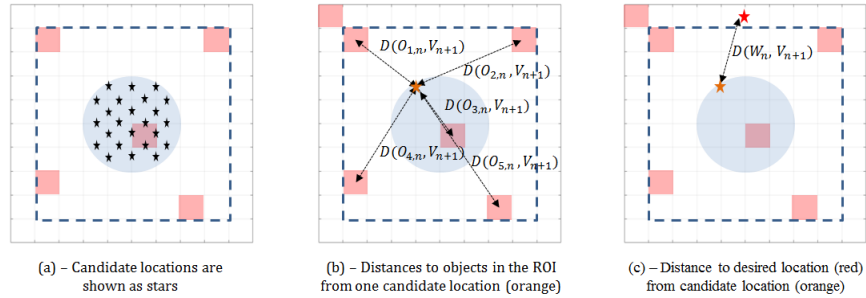 D(O1,n, Vn+1)
D(O2,n, Vn+1)
D(O3,n, Vn+1)
D(O4,n, Vn+1)
D(O5,n, Vn+1)
D(Wn, Vn+1)
(a) – Candidate locations are
shown as stars
(b) – Distances to objects in the ROI
from one candidate location (orange)
(c) – Distance to desired location (red)
from candidate location (orange)